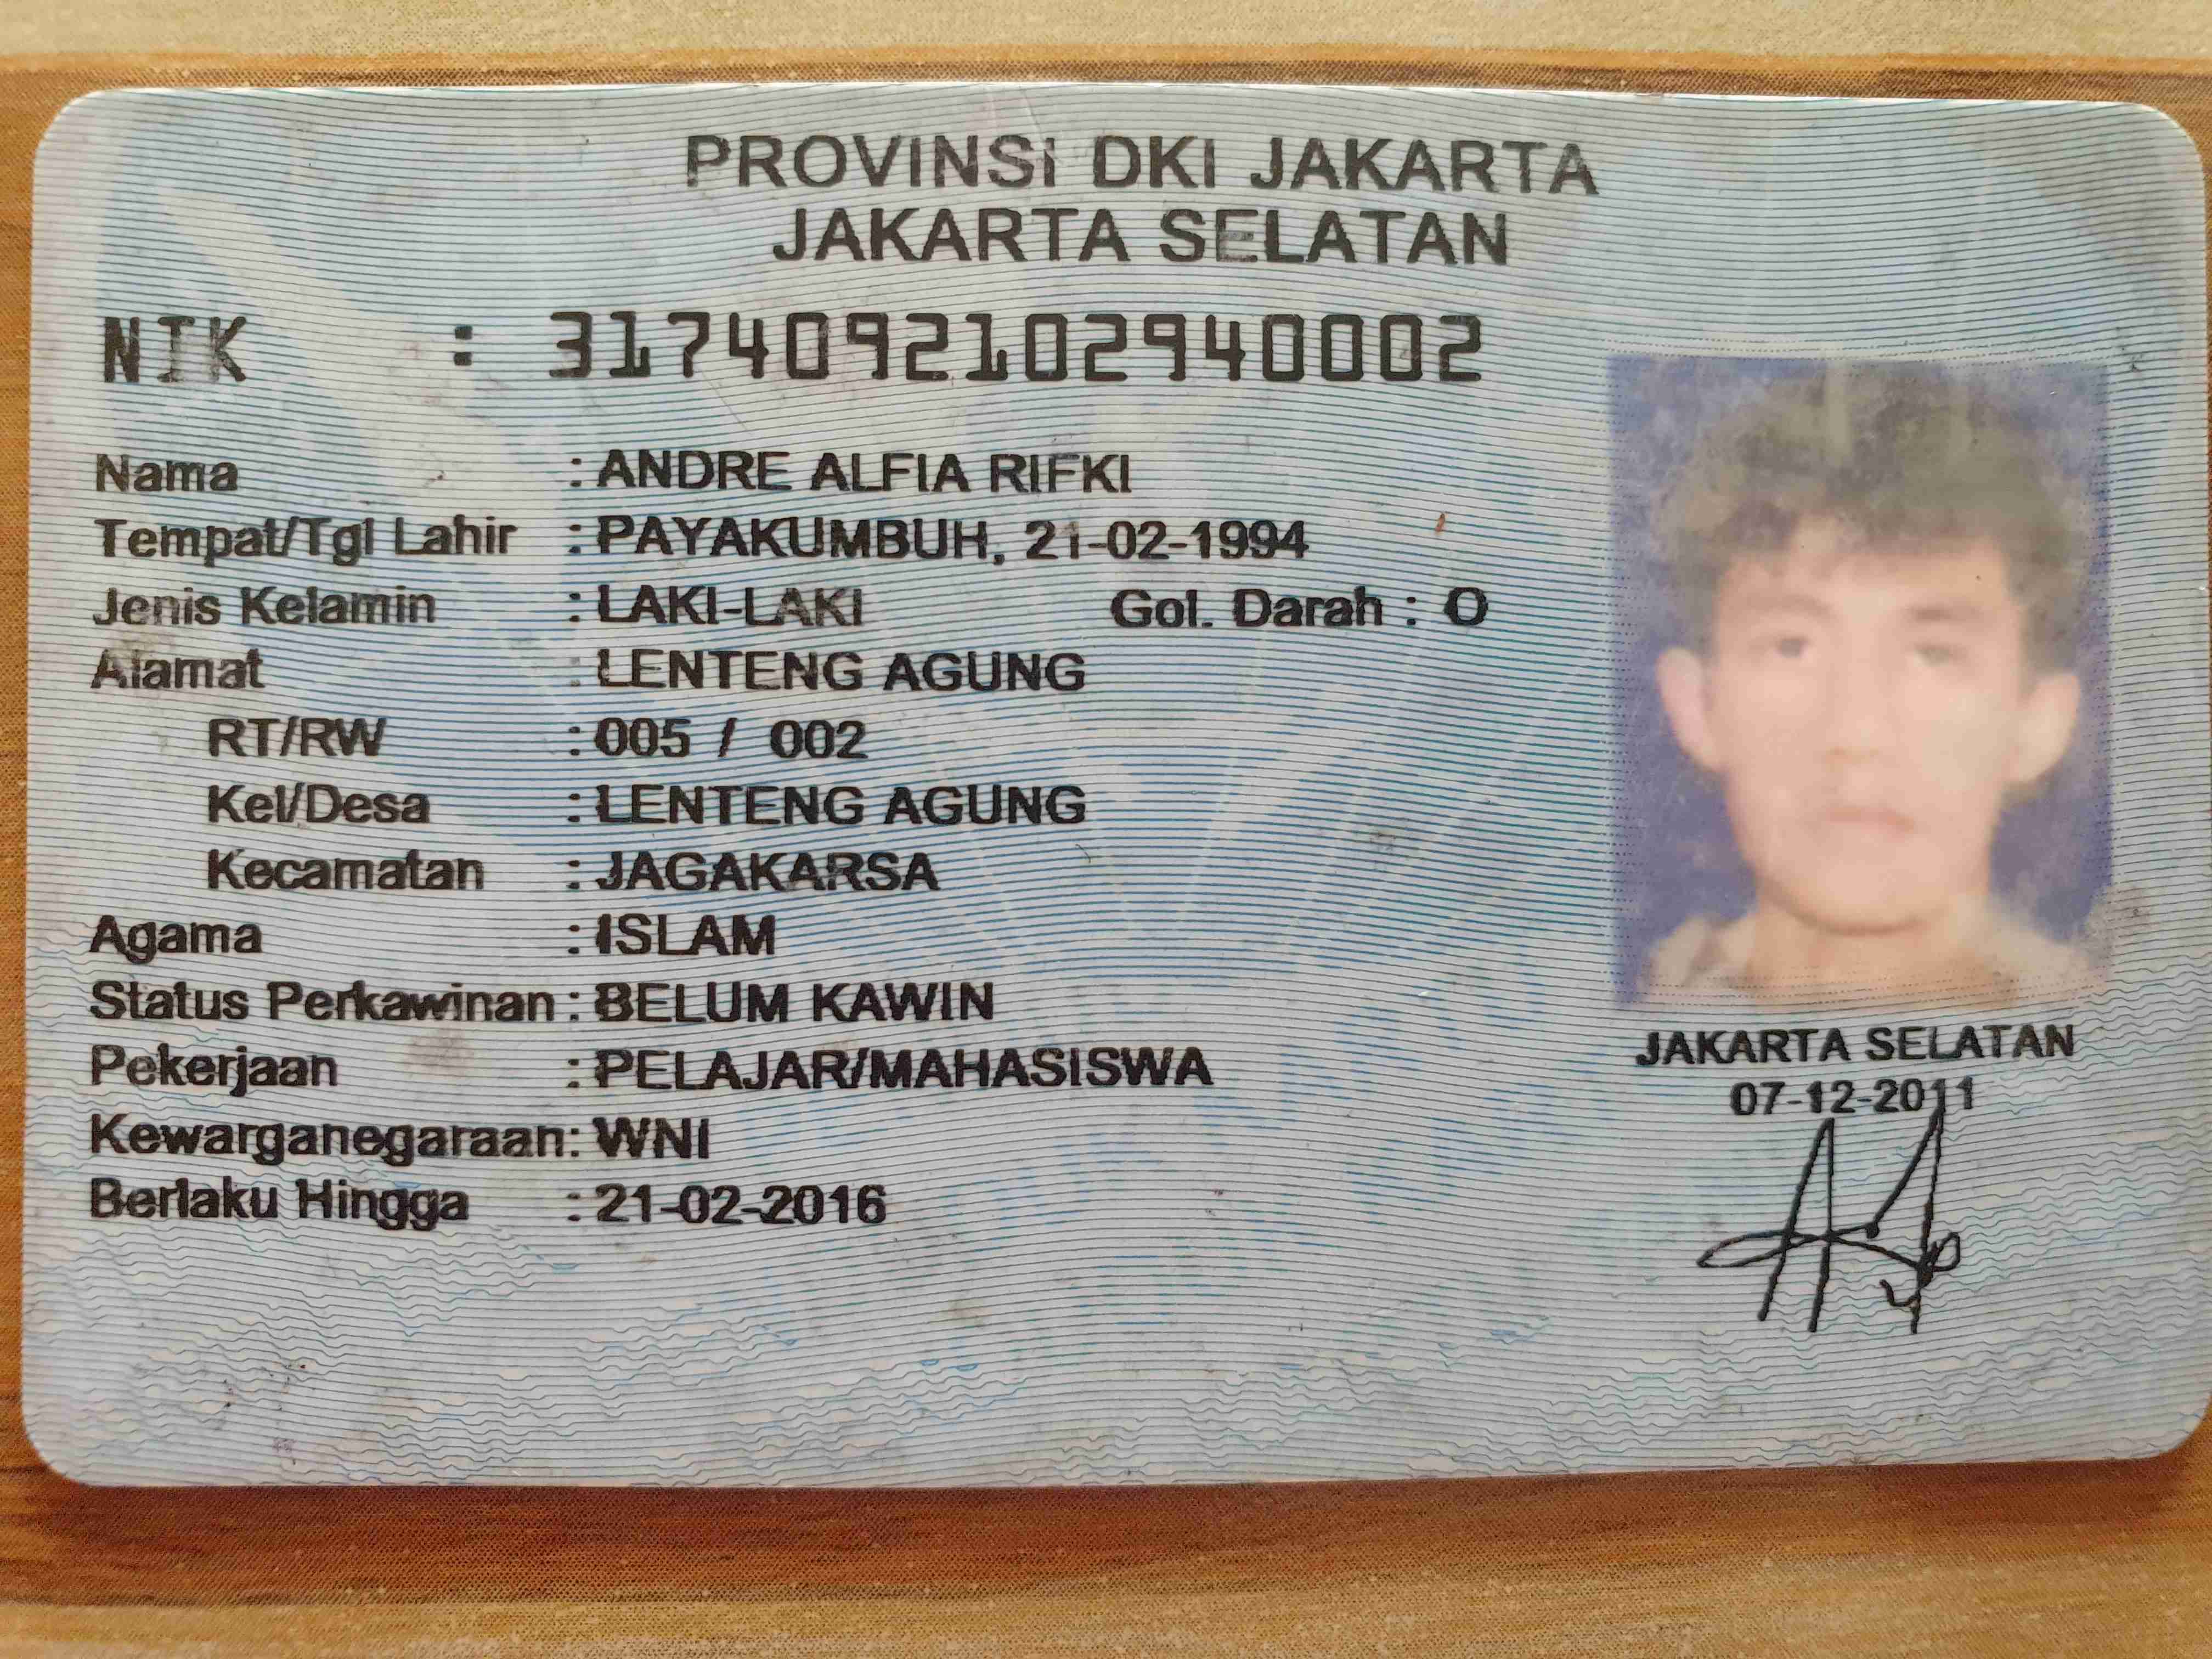 PROVINSI DKI JAKARTA
JAKARTA SELATAN
NIK : 3174092102940002
Nama : ANDRE ALFIA RIFKI
Tempat/Tgl Lahir : PAYAKUMBUH, 21-02-1994
Jenis Kelamin : LAKI-LAKI Gol. Darah : O
Alamat : LENTENG AGUNG
RT/RW : 005 / 002
Kel/Desa : LENTENG AGUNG
Kecamatan : JAGAKARSA
Agama : ISLAM
Status Perkawinan : BELUM KAWIN
Pekerjaan : PELAJAR/MAHASISWA
Kewarganegaraan: WNI
Berlaku Hingga : 21-02-2016
JAKARTA SELATAN
07-12-2011